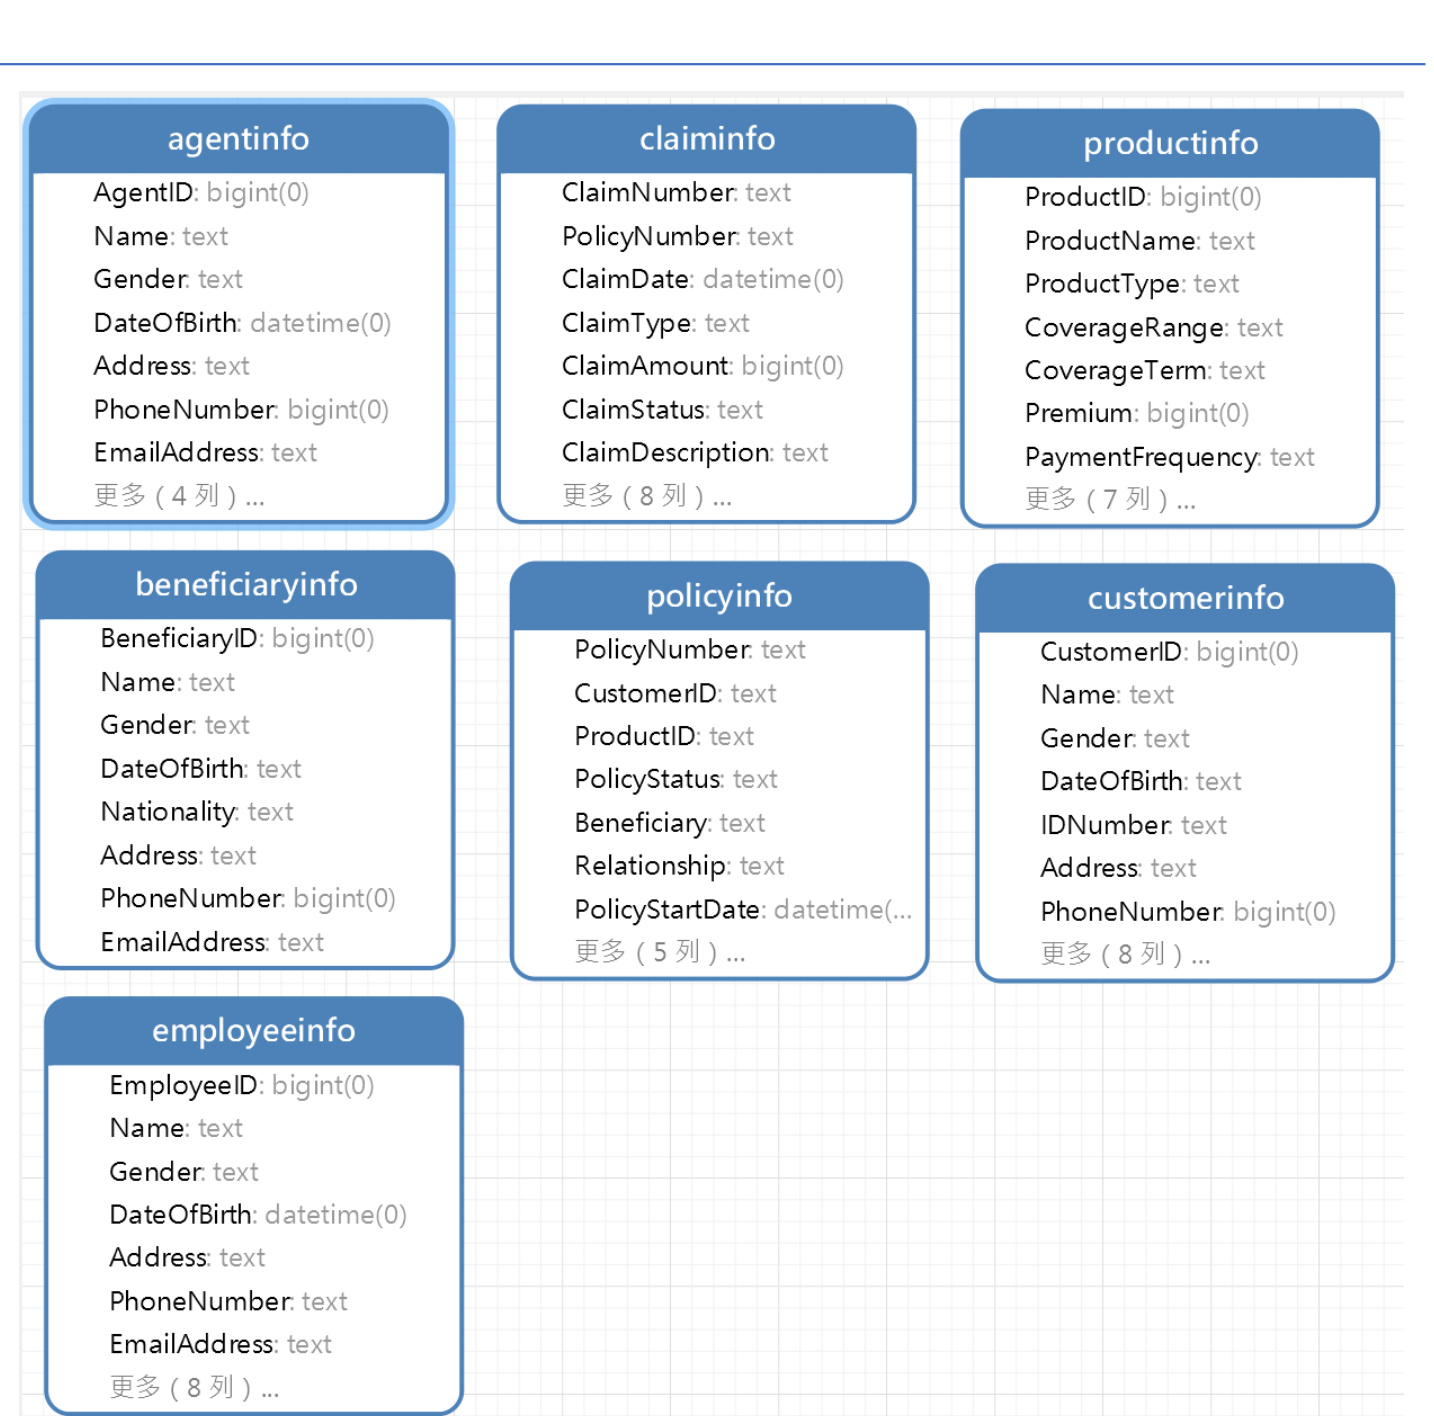 agentinfo
AgentID: bigint(0)
Name: text
Gender: text
DateOfBirth: datetime(0)
Address: text
PhoneNumber: bigint(0)
EmailAddress: text
更多 ( 4 列 ) ...
claiminfo
ClaimNumber: text
PolicyNumber: text
ClaimDate: datetime(0)
ClaimType: text
ClaimAmount: bigint(0)
ClaimStatus: text
ClaimDescription: text
更多 ( 8 列 ) ...
productinfo
ProductID: bigint(0)
ProductName: text
ProductType: text
CoverageRange: text
CoverageTerm: text
Premium: bigint(0)
PaymentFrequency: text
更多 ( 7 列 ) ...
beneficiaryinfo
BeneficiaryID: bigint(0)
Name: text
Gender: text
DateOfBirth: text
Nationality: text
Address: text
PhoneNumber: bigint(0)
EmailAddress: text
policyinfo
PolicyNumber: text
CustomerID: text
ProductID: text
PolicyStatus: text
Beneficiary: text
Relationship: text
PolicyStartDate: datetime(...
更多 ( 5 列 ) ...
customerinfo
CustomerID: bigint(0)
Name: text
Gender: text
DateOfBirth: text
IDNumber: text
Address: text
PhoneNumber: bigint(0)
更多 ( 8 列 ) ...
employeeinfo
EmployeeID: bigint(0)
Name: text
Gender: text
DateOfBirth: datetime(0)
Address: text
PhoneNumber: text
EmailAddress: text
更多 ( 8 列 ) ...